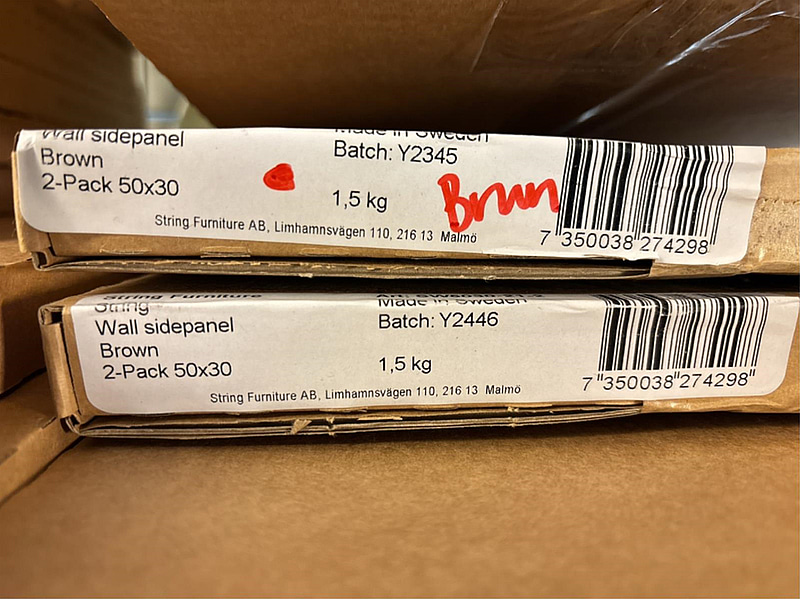 Wall sidepanel
Brown
2-Pack 50x30
Made in Sweden
Batch: Y2345
1,5 kg
Brun
String Furniture AB, Limhamnsvägen 110, 216 13 Malmö
7 350038 274298
String Furniture
String
Wall sidepanel
Brown
2-Pack 50x30
Made in Sweden
Batch: Y2446
1,5 kg
String Furniture AB, Limhamnsvägen 110, 216 13 Malmö
7 "350038"274298"